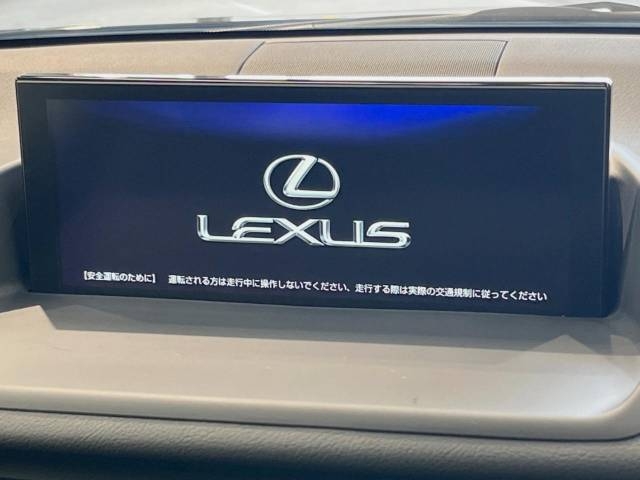 LEXUS
【安全運転のために】 運転される方は走行中に操作しないでください、走行する際は実際の交通規制に従ってください